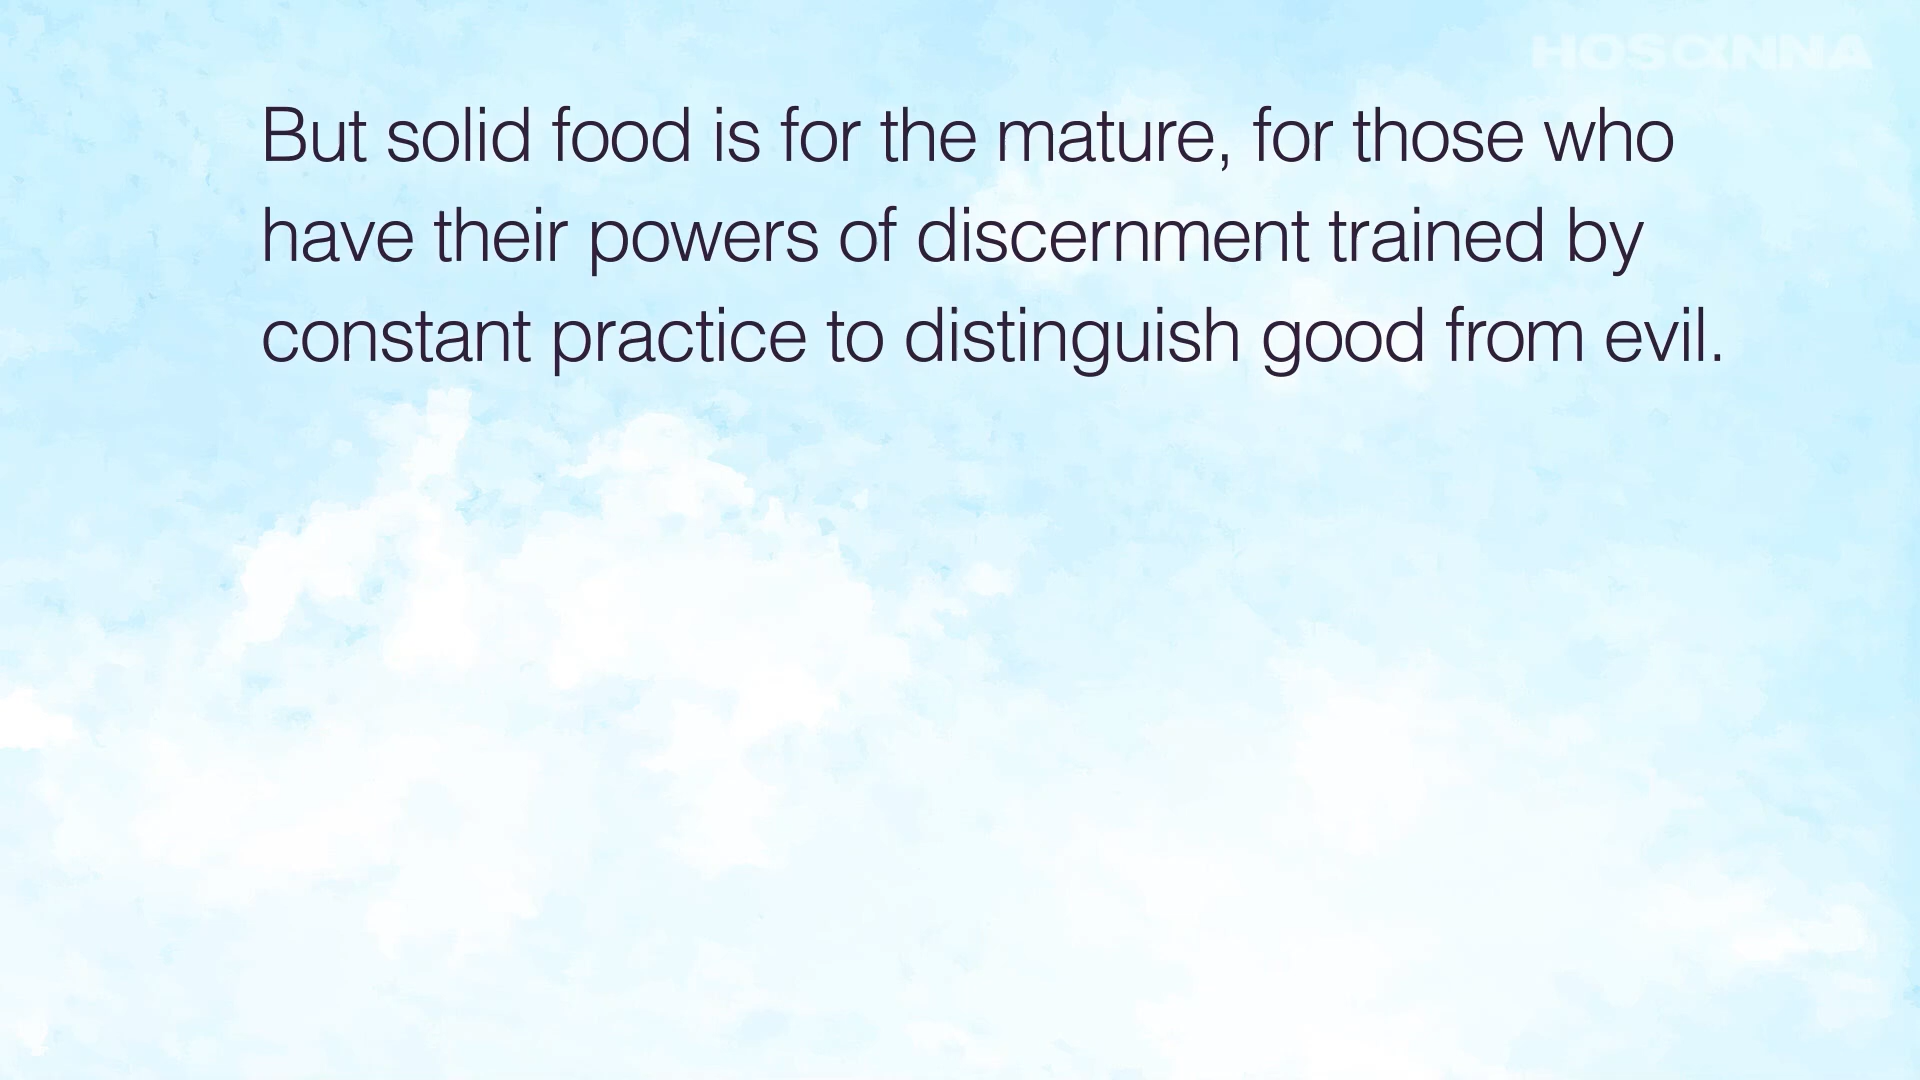 HOSANNA
But solid food is for the mature, for those who
have their powers of discernment trained by
constant practice to distinguish good from evil.